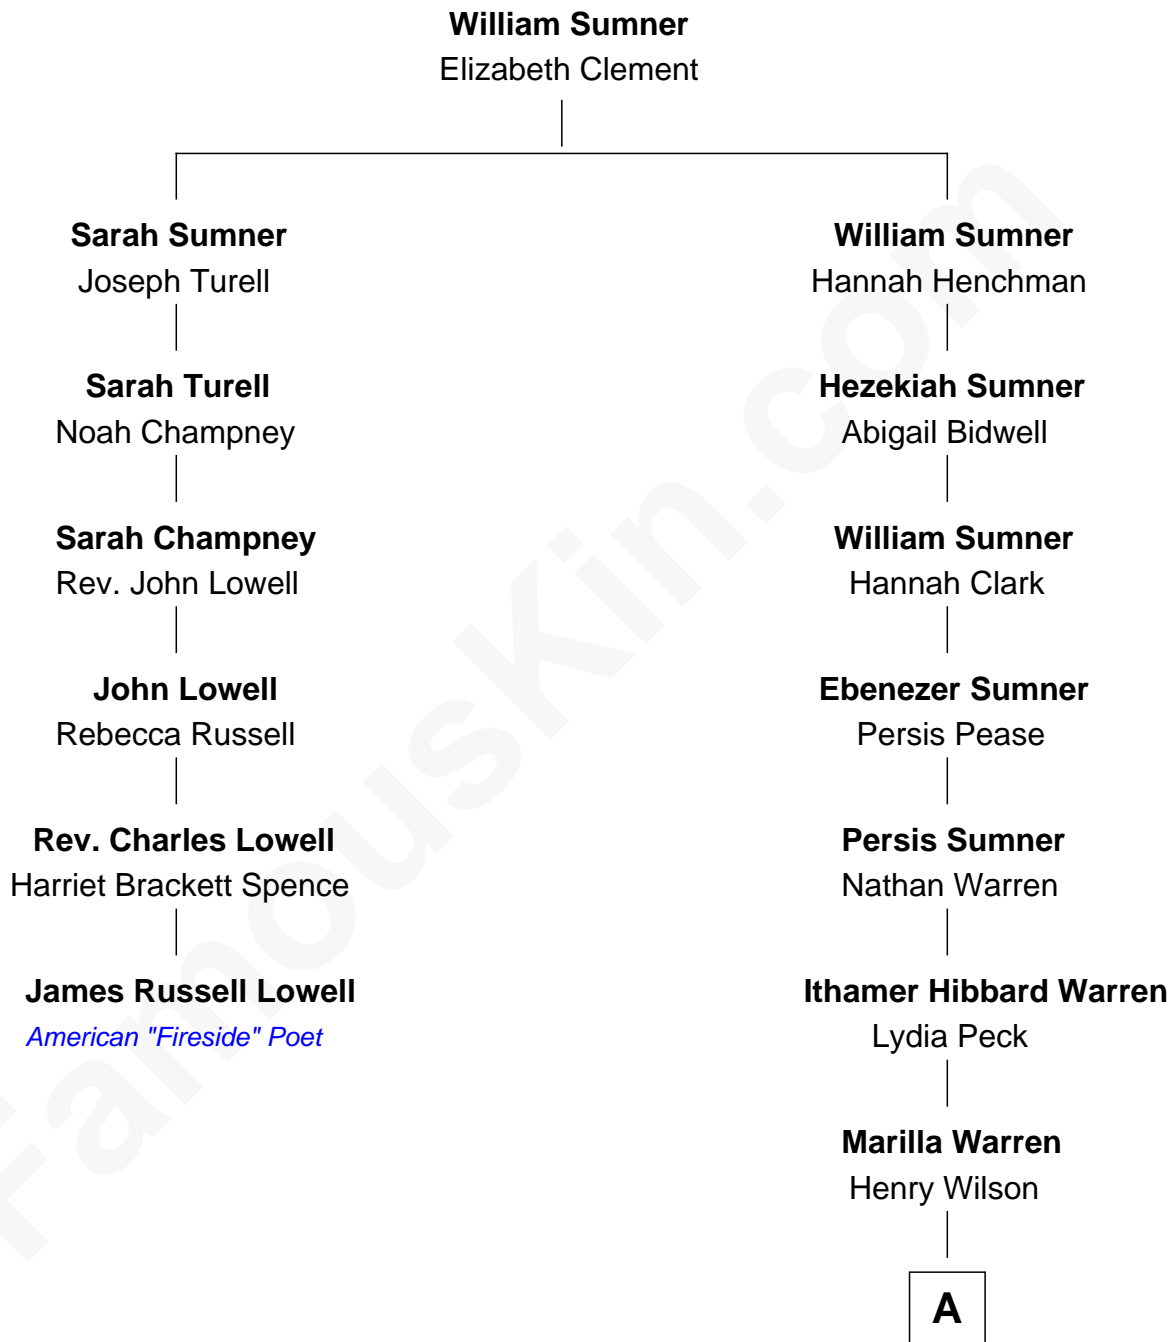 William Sumner
Elizabeth Clement
Sarah Sumner
Joseph Turell
William Sumner
Hannah Henchman
Sarah Turell
Noah Champney
Hezekiah Sumner
Abigail Bidwell
Sarah Champney
Rev. John Lowell
William Sumner
Hannah Clark
John Lowell
Rebecca Russell
Ebenezer Sumner
Persis Pease
Rev. Charles Lowell
Harriet Brackett Spence
Persis Sumner
Nathan Warren
James Russell Lowell
American "Fireside" Poet
Ithamer Hibbard Warren
Lydia Peck
Marilla Warren
Henry Wilson
A
FamousKin.com